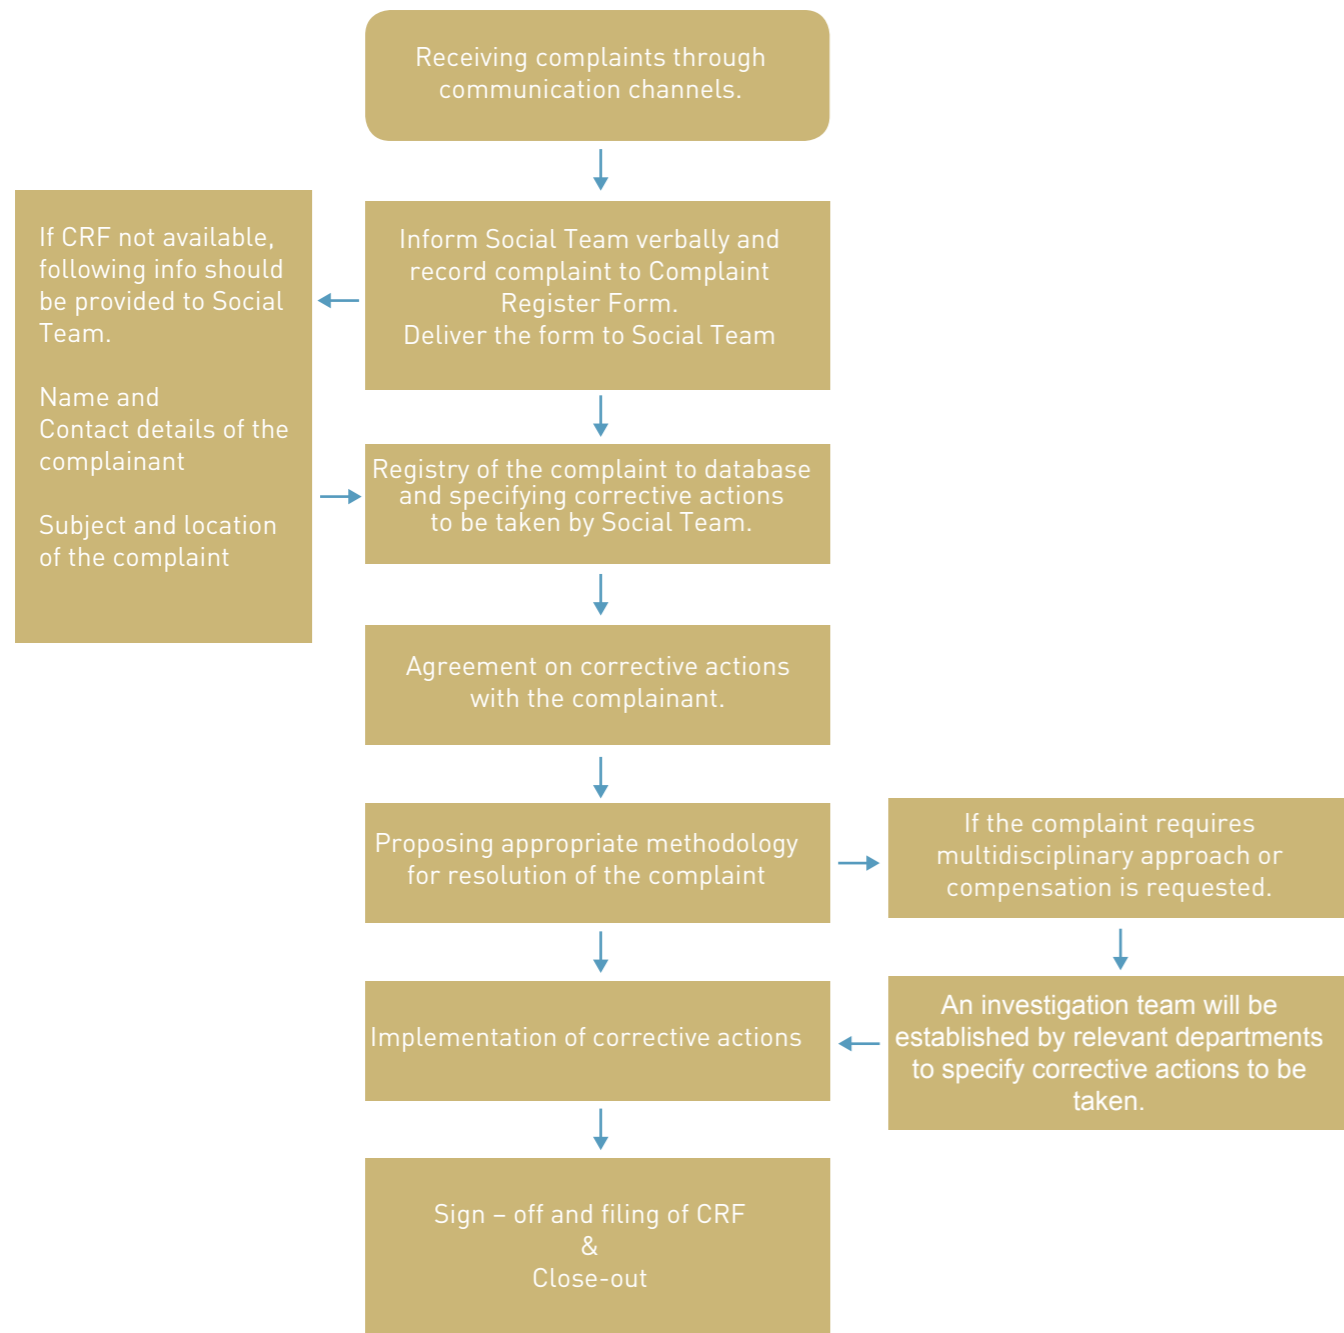 Receiving complaints through
communication channels.
If CRF not available,
following info should
be provided to Social
Team.
Name and
Contact details of the
complainant
Subject and location
of the complaint
Inform Social Team verbally and
record complaint to Complaint
Register Form.
Deliver the form to Social Team
Registry of the complaint to database
and specifying corrective actions
to be taken by Social Team.
Agreement on corrective actions
with the complainant.
Proposing appropriate methodology
for resolution of the complaint
If the complaint requires
multidisciplinary approach or
compensation is requested.
An investigation team will be
established by relevant departments
to specify corrective actions to be
taken.
Implementation of corrective actions
Sign – off and filing of CRF
&
Close-out